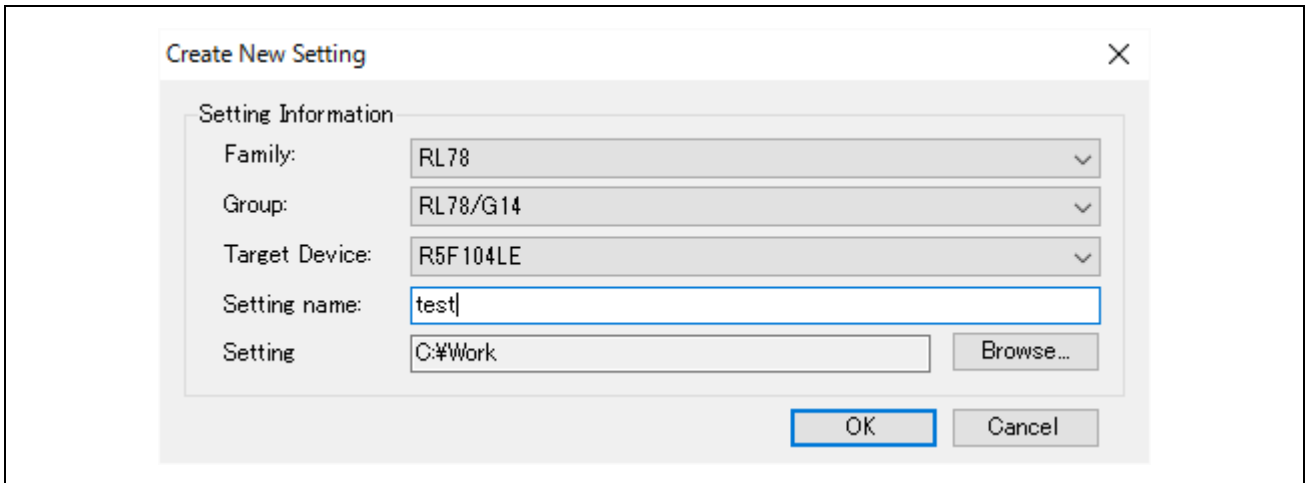 Create New Setting
Setting Information
Family: RL78
Group: RL78/G14
Target Device: R5F104LE
Setting name: test
Setting C:¥Work Browse...
OK Cancel